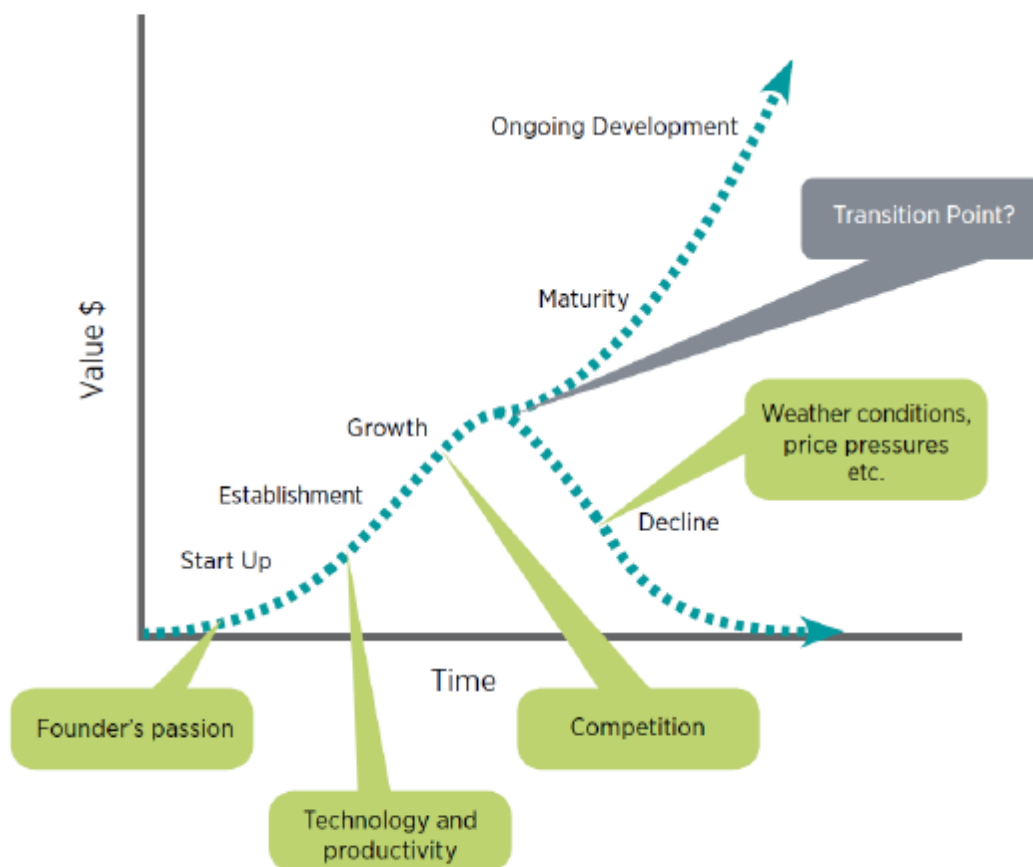 Ongoing Development
Transition Point?
Maturity
Value $
Weather conditions,
price pressures
etc.
Growth
Establishment
Decline
Start Up
Time
Founder's passion
Competition
Technology and
productivity